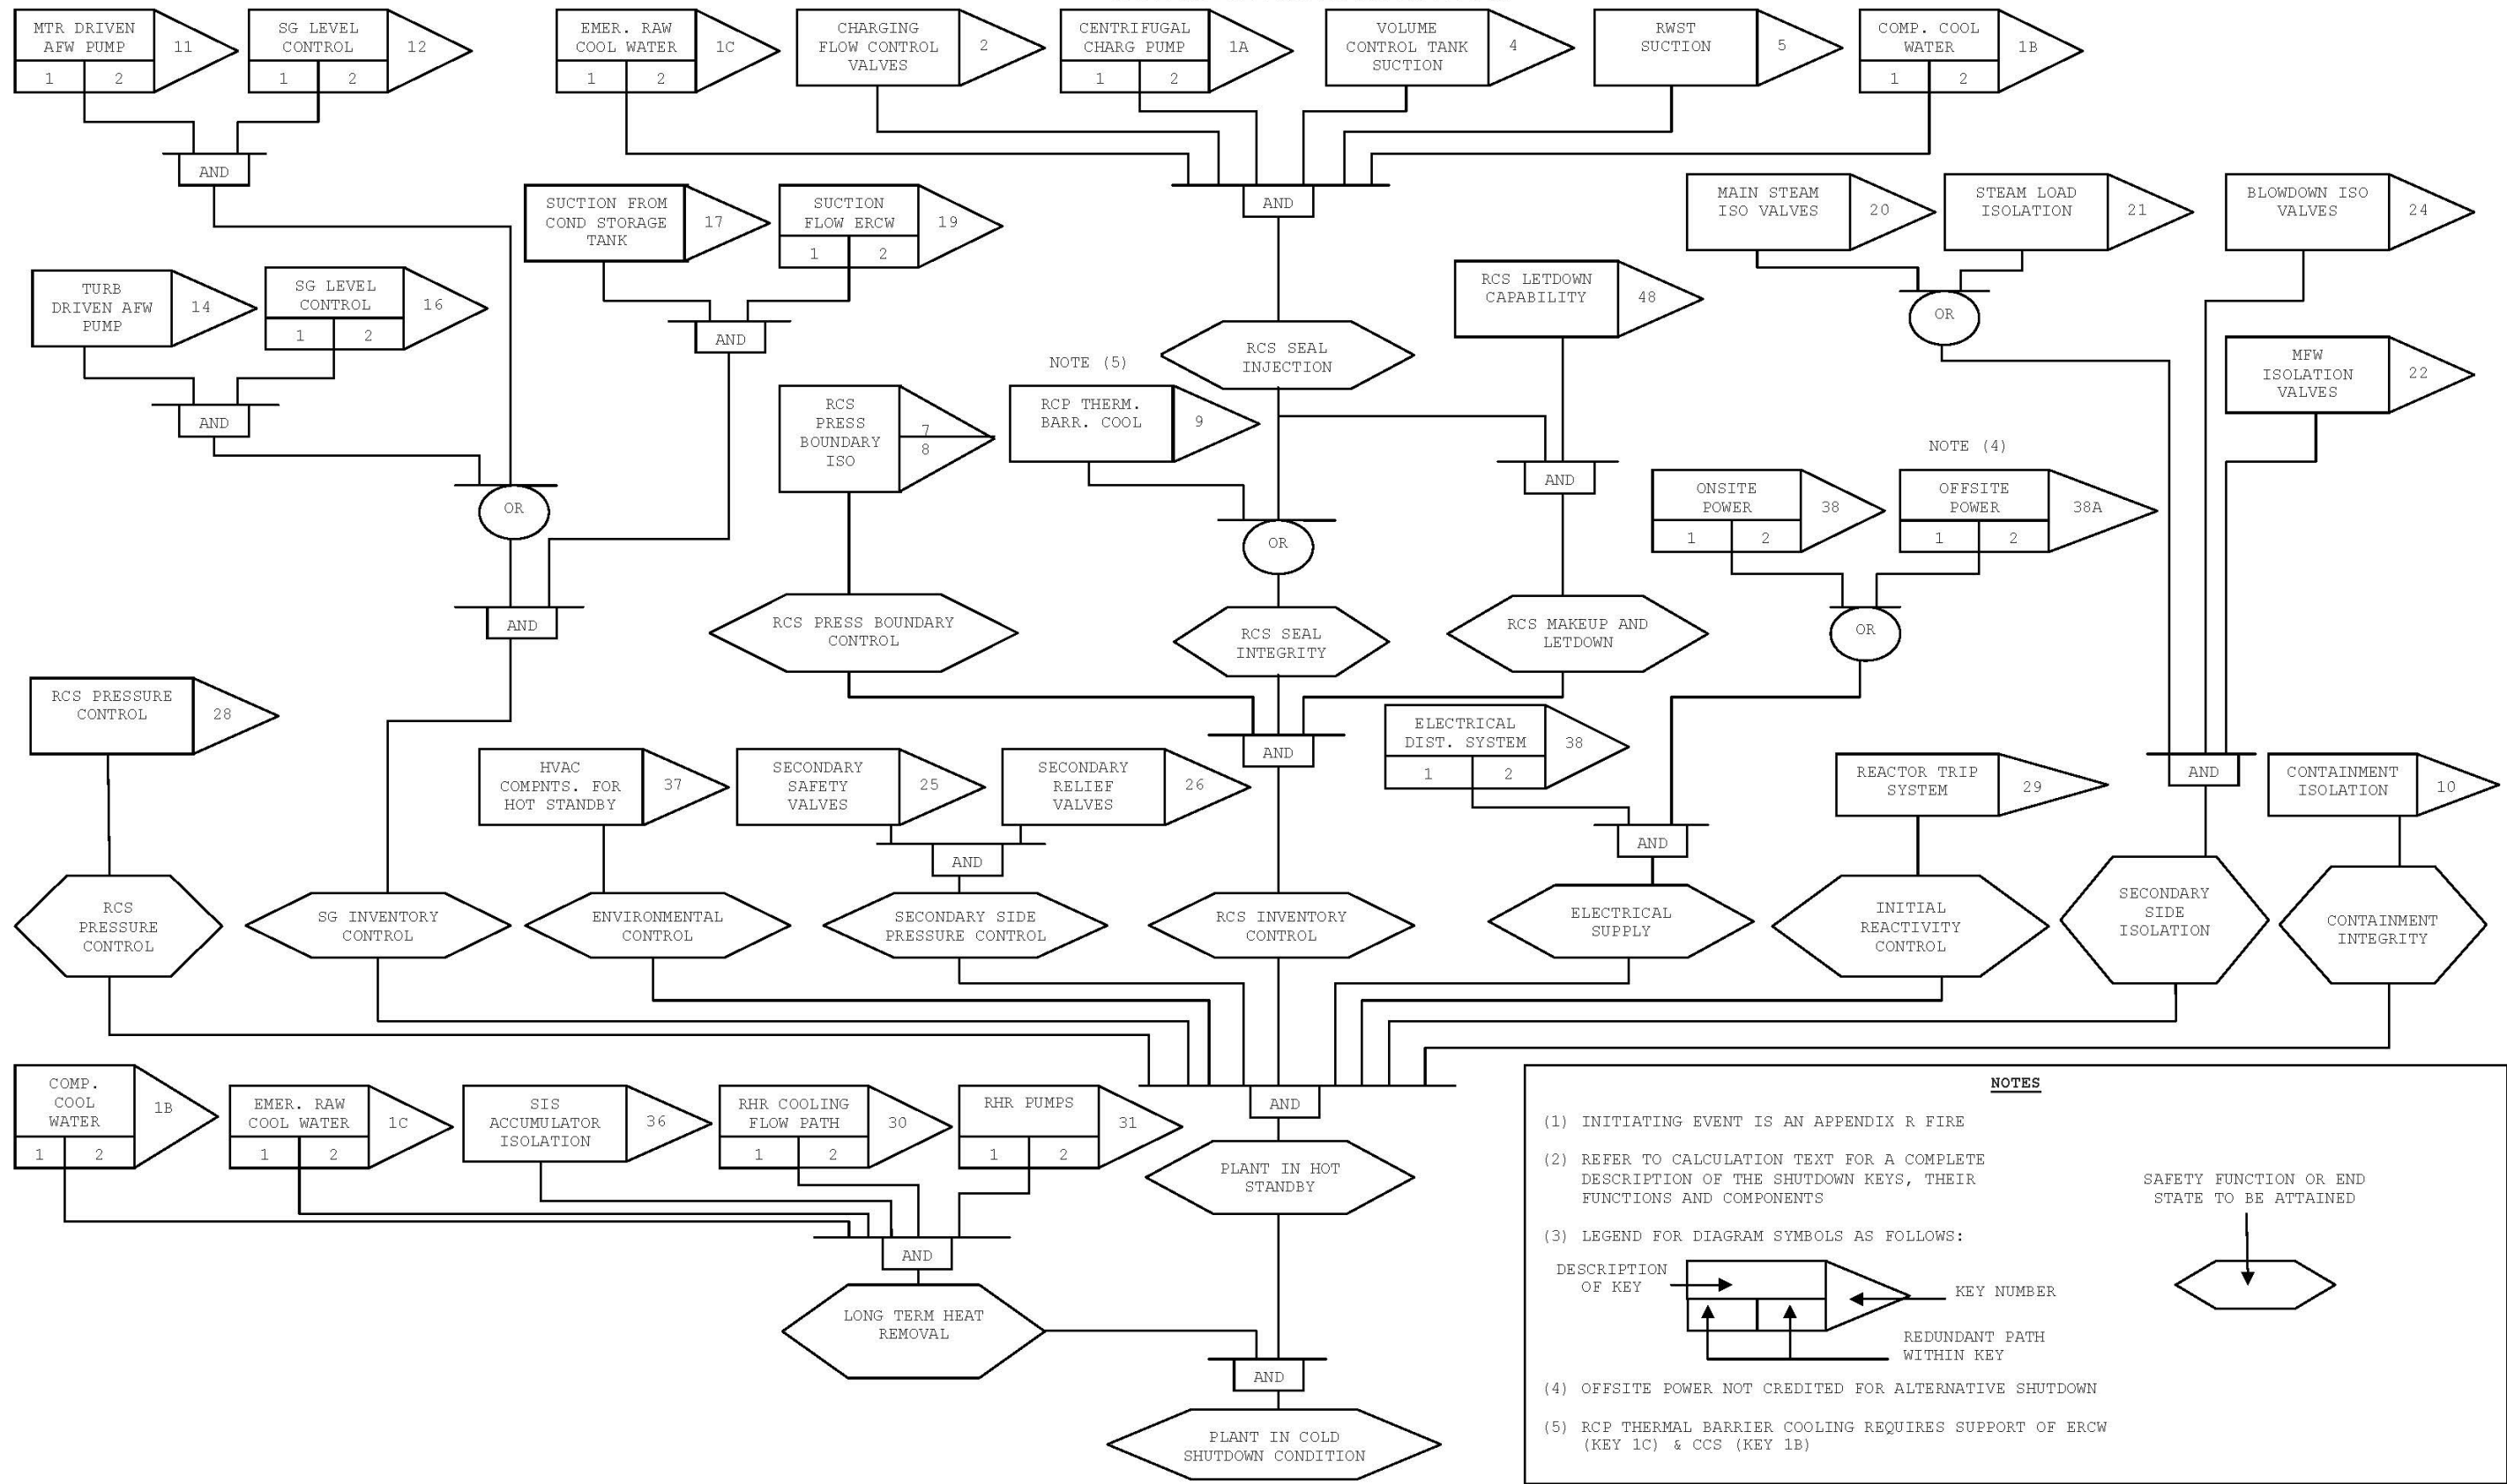 MTR DRIVEN
AFW PUMP
11
1 2
SG LEVEL
CONTROL
12
1 2
EMER. RAW
COOL WATER
1C
1 2
CHARGING
FLOW CONTROL
VALVES
2
CENTRIFUGAL
CHARG PUMP
1A
1 2
VOLUME
CONTROL TANK
SUCTION
4
RWST
SUCTION
5
COMP. COOL
WATER
1B
1 2
AND
AND
SUCTION FROM
COND STORAGE
TANK
17
SUCTION
FLOW ERCW
19
1 2
MAIN STEAM
ISO VALVES
20
STEAM LOAD
ISOLATION
21
BLOWDOWN ISO
VALVES
24
TURB
DRIVEN AFW
PUMP
14
SG LEVEL
CONTROL
16
1 2
AND
RCS LETDOWN
CAPABILITY
48
OR
RCS SEAL
INJECTION
MFW
ISOLATION
VALVES
22
NOTE (5)
RCS
PRESS
BOUNDARY
ISO
7
8
RCP THERM.
BARR. COOL
9
AND
AND
NOTE (4)
ONSITE
POWER
38
1 2
OFFSITE
POWER
38A
1 2
OR
OR
AND
RCS PRESS BOUNDARY
CONTROL
RCS SEAL
INTEGRITY
RCS MAKEUP AND
LETDOWN
OR
RCS PRESSURE
CONTROL
28
AND
ELECTRICAL
DIST. SYSTEM
38
1 2
HVAC
COMPNTS. FOR
HOT STANDBY
37
SECONDARY
SAFETY
VALVES
25
SECONDARY
RELIEF
VALVES
26
REACTOR TRIP
SYSTEM
29
AND
CONTAINMENT
ISOLATION
10
AND
AND
RCS
PRESSURE
CONTROL
SG INVENTORY
CONTROL
ENVIRONMENTAL
CONTROL
SECONDARY SIDE
PRESSURE CONTROL
RCS INVENTORY
CONTROL
ELECTRICAL
SUPPLY
INITIAL
REACTIVITY
CONTROL
SECONDARY
SIDE
ISOLATION
CONTAINMENT
INTEGRITY
COMP.
COOL
WATER
1B
1 2
EMER. RAW
COOL WATER
1C
1 2
SIS
ACCUMULATOR
ISOLATION
36
RHR COOLING
FLOW PATH
30
1 2
RHR PUMPS
31
1 2
AND
PLANT IN HOT
STANDBY
AND
LONG TERM HEAT
REMOVAL
AND
PLANT IN COLD
SHUTDOWN CONDITION
NOTES
(1) INITIATING EVENT IS AN APPENDIX R FIRE
(2) REFER TO CALCULATION TEXT FOR A COMPLETE
DESCRIPTION OF THE SHUTDOWN KEYS, THEIR
FUNCTIONS AND COMPONENTS
SAFETY FUNCTION OR END
STATE TO BE ATTAINED
(3) LEGEND FOR DIAGRAM SYMBOLS AS FOLLOWS:
DESCRIPTION
OF KEY
KEY NUMBER
REDUNDANT PATH
WITHIN KEY
(4) OFFSITE POWER NOT CREDITED FOR ALTERNATIVE SHUTDOWN
(5) RCP THERMAL BARRIER COOLING REQUIRES SUPPORT OF ERCW
(KEY 1C) & CCS (KEY 1B)